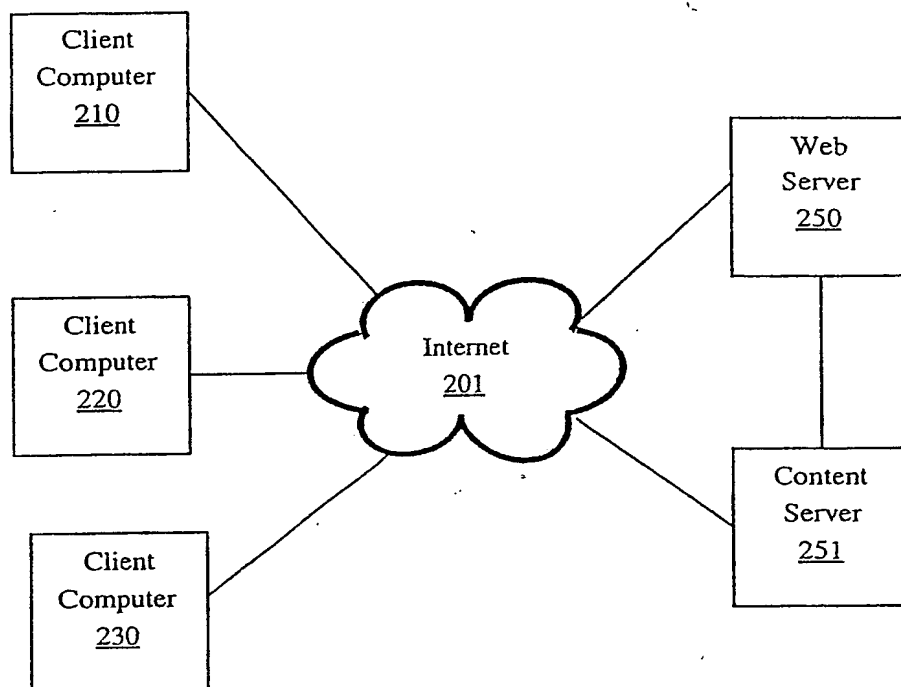 Client
Computer
210
Web
Server
250
Client
Computer
220
Internet
201
Content
Server
251
Client
Computer
230